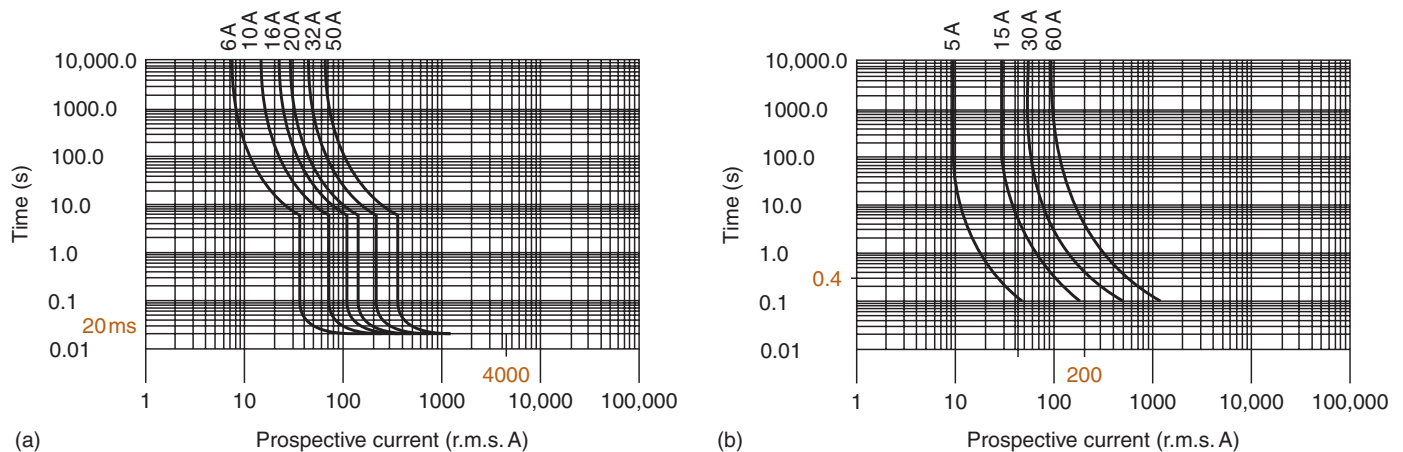 6 A
10 A
16 A
20 A
32 A
50 A
10,000.0
1000.0
100.0
10.0
1.0
0.1
20 ms
0.01
Time (s)
4000
1 10 100 1000 10,000 100,000
(a) Prospective current (r.m.s. A)
5 A
15 A
30 A
60 A
10,000.0
1000.0
100.0
10.0
1.0
0.4
0.1
0.01
Time (s)
200
1 10 100 1000 10,000 100,000
(b) Prospective current (r.m.s. A)